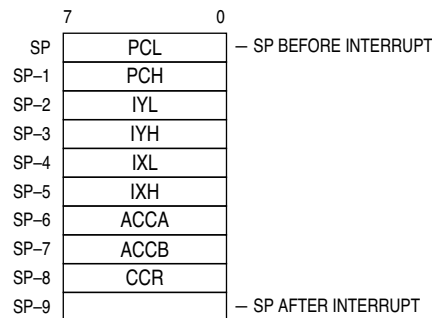 7 0
SP PCL — SP BEFORE INTERRUPT
SP–1 PCH
SP–2 IYL
SP–3 IYH
SP–4 IXL
SP–5 IXH
SP–6 ACCA
SP–7 ACCB
SP–8 CCR
SP–9 — SP AFTER INTERRUPT